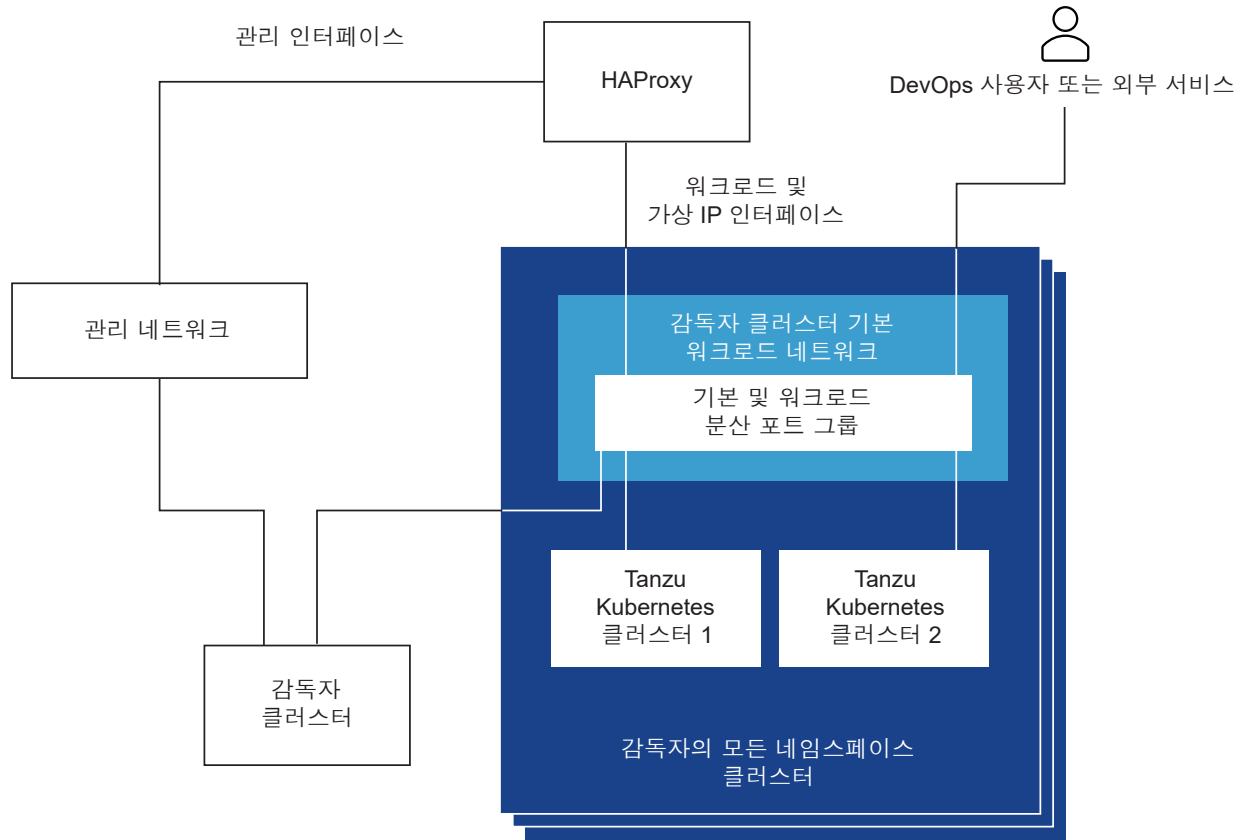 관리 인터페이스
HAProxy
DevOps 사용자 또는 외부 서비스
워크로드 및
가상 IP 인터페이스
관리 네트워크
감독자 클러스터 기본
워크로드 네트워크
기본 및 워크로드
분산 포트 그룹
Tanzu
Kubernetes
클러스터 1
Tanzu
Kubernetes
클러스터 2
감독자
클러스터
감독자의 모든 네임스페이스
클러스터